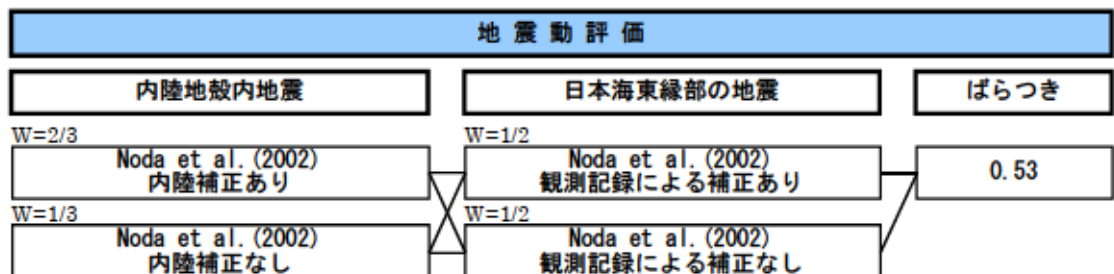 地震動評価
内陸地殻内地震
日本海東縁部の地震
ばらつき
W=2/3
Noda et al.(2002)
内陸補正あり
W=1/2
Noda et al.(2002)
観測記録による補正あり
0.53
W=1/3
Noda et al.(2002)
内陸補正なし
W=1/2
Noda et al.(2002)
観測記録による補正なし